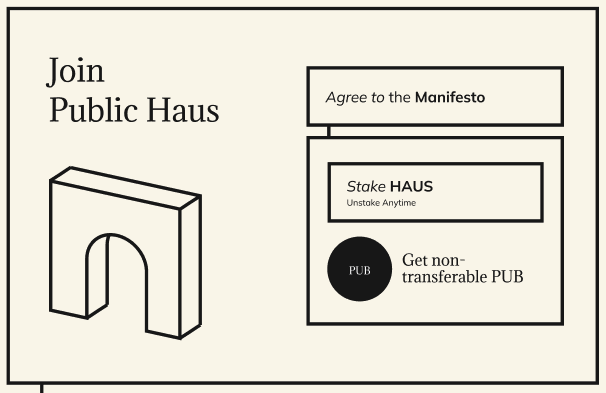 Join
Public Haus
Agree to the Manifesto
Stake HAUS
Unstake Anytime
PUB
Get non-
transferable PUB